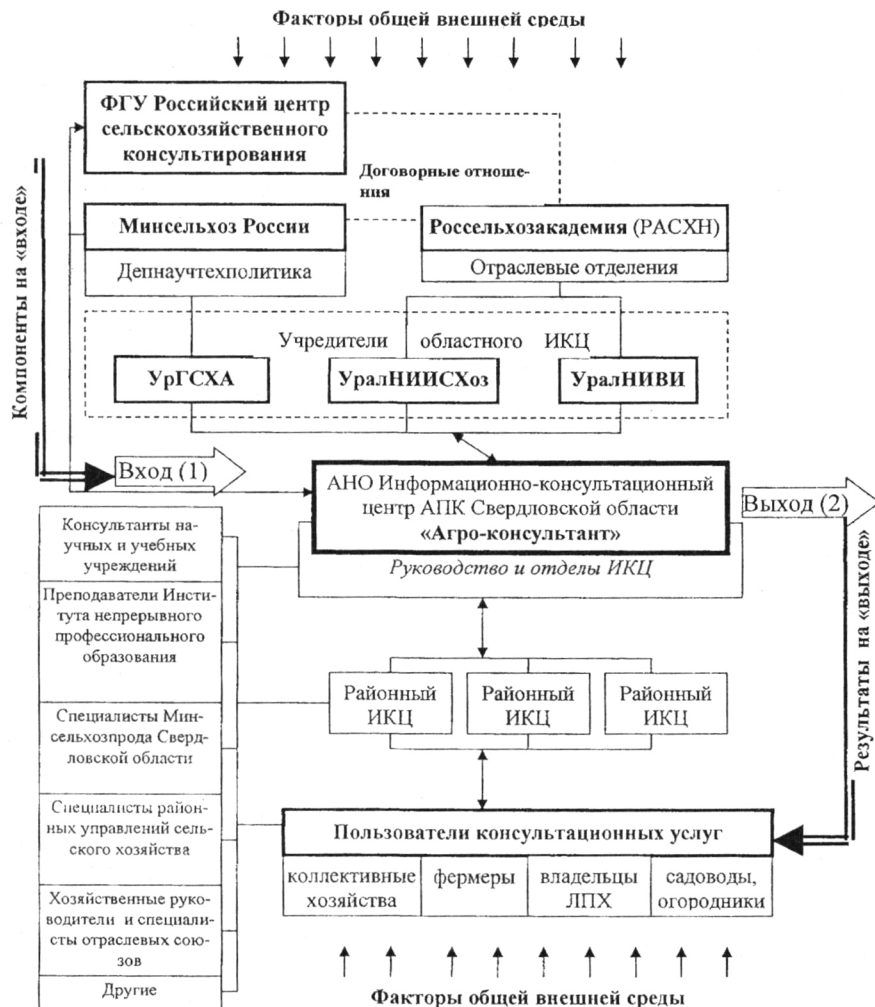 Факторы общей внешней среды
ФГУ Российский центр
сельскохозяйственного
консультирования
Договорные отноше-
ния
Минсельхоз России
Депнаучтехполитика
Россельхозакадемия (РАСХН)
Отраслевые отделения
Компоненты на «входе»
Учредители областного ИКЦ
УрГСХА
УралНИИСХоз
УралНИВИ
Вход (1)
АНО Информационно-консультационный
центр АПК Свердловской области
«Агро-консультант»
Руководство и отделы ИКЦ
Выход (2)
Результаты на «выходе»
Консультанты на-
учных и учебных
учреждений
Преподаватели Инсти-
тута непрерывного
профессионального
образования
Специалисты Мин-
сельхозпрода Сверд-
ловской области
Специалисты район-
ных управлений сель-
ского хозяйства
Хозяйственные руко-
водители и специали-
сты отраслевых сою-
зов
Другие
Районный
ИКЦ
Районный
ИКЦ
Районный
ИКЦ
Пользователи консультационных услуг
коллективные
хозяйства
фермеры
владельцы
ЛПХ
садоводы,
огородники
Факторы общей внешней среды